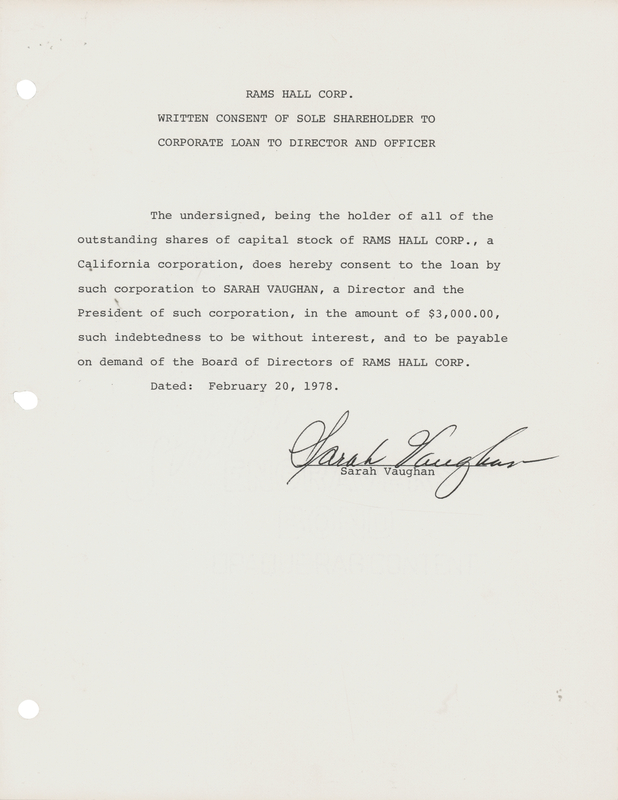 RAMS HALL CORP.
WRITTEN CONSENT OF SOLE SHAREHOLDER TO
CORPORATE LOAN TO DIRECTOR AND OFFICER
The undersigned, being the holder of all of the
outstanding shares of capital stock of RAMS HALL CORP., a
California corporation, does hereby consent to the loan by
such corporation to SARAH VAUGHAN, a Director and the
President of such corporation, in the amount of $3,000.00,
such indebtedness to be without interest, and to be payable
on demand of the Board of Directors of RAMS HALL CORP.
Dated: February 20, 1978.
Sarah Vaughan
Sarah Vaughan